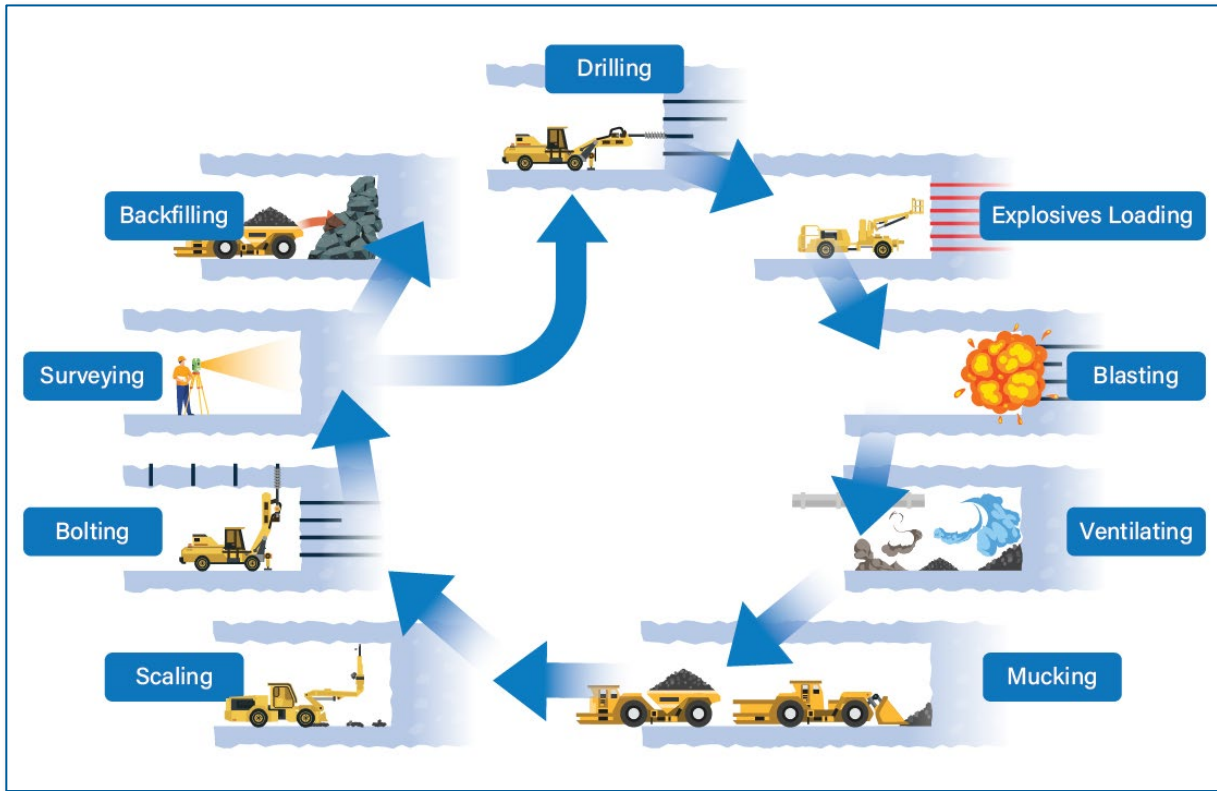 Drilling
Explosives Loading
Blasting
Ventilating
Mucking
Scaling
Bolting
Surveying
Backfilling